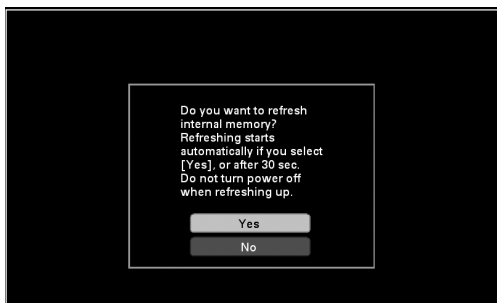 Do you want to refresh
internal memory?
Refreshing starts
automatically if you select
[Yes], or after 30 sec.
Do not turn power off
when refreshing up.
Yes
No